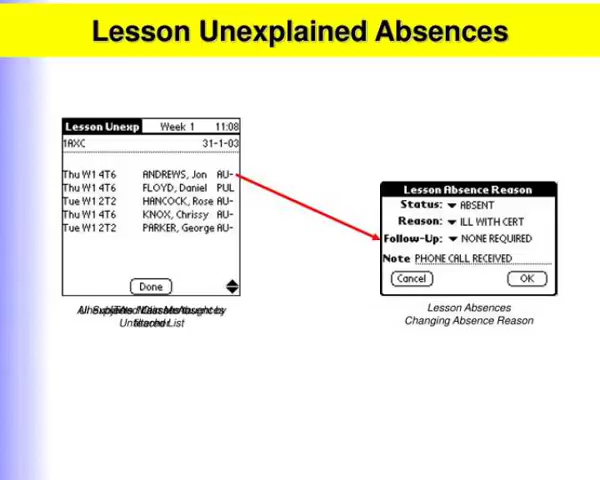 Lesson Unexplained Absences
Lesson Unexp Week 1 11:08
1AXC 31-1-03
Thu W1 4T6 ANDREWS, Jon AU-
Thu W1 4T6 FLOYD, Daniel PUL
Tue W1 2T2 HANCOCK, Rose AU-
Thu W1 4T6 KNOX, Chrissy AU-
Tue W1 2T2 PARKER, George AU-
Done
Lesson Absence Reason
Status: ABSENT
Reason: ILL WITH CERT
Follow-Up: NONE REQUIRED
Note PHONE CALL RECEIVED
Cancel OK
List
Lesson Absences
Changing Absence Reason